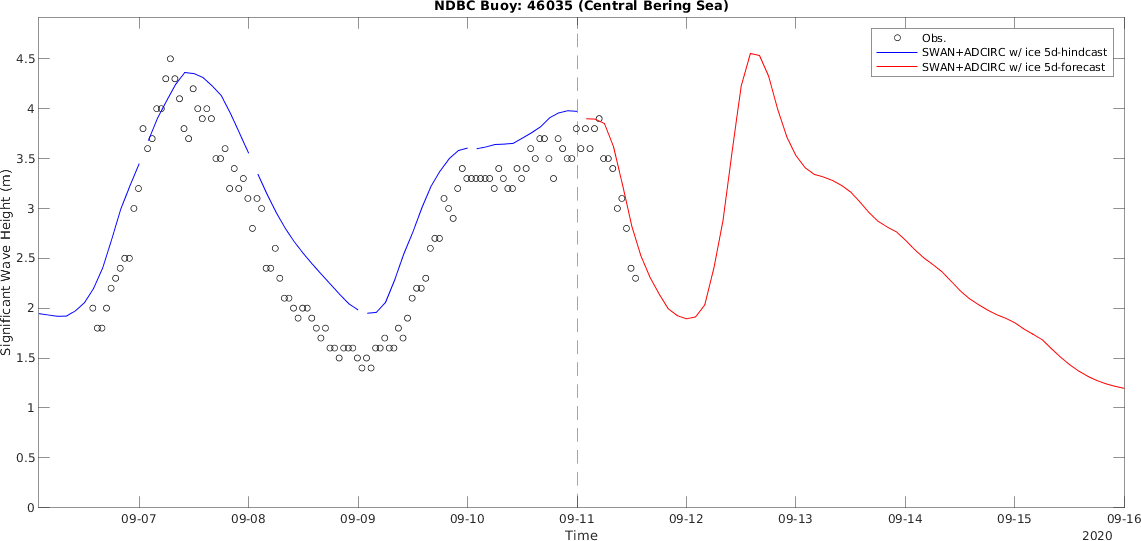 NDBC Buoy: 46035 (Central Bering Sea)
Obs.
SWAN+ADCIRC w/ ice 5d-hindcast
SWAN+ADCIRC w/ ice 5d-forecast
Significant Wave Height (m)
4.5
4
3.5
3
2.5
2
1.5
1
0.5
0
09-07 09-08 09-09 09-10 09-11 09-12 09-13 09-14 09-15 09-16
Time
2020